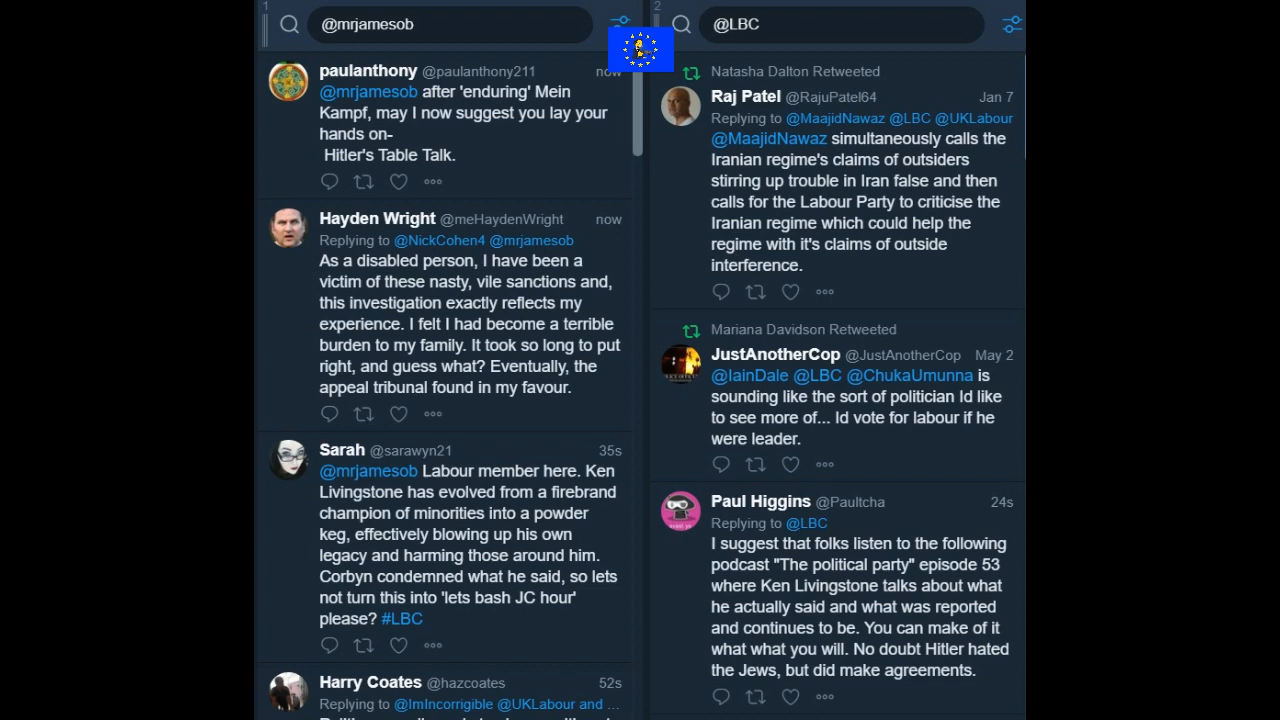 1
@mrjamesob
paulanthony @paulanthony211 now
@mrjamesob after 'enduring' Mein
Kampf, may I now suggest you lay your
hands on-
Hitler's Table Talk.
Hayden Wright @meHaydenWright now
Replying to @NickCohen4 @mrjamesob
As a disabled person, I have been a
victim of these nasty, vile sanctions and,
this investigation exactly reflects my
experience. I felt I had become a terrible
burden to my family. It took so long to put
right, and guess what? Eventually, the
appeal tribunal found in my favour.
Sarah @sarawyn21 35s
@mrjamesob Labour member here. Ken
Livingstone has evolved from a firebrand
champion of minorities into a powder
keg, effectively blowing up his own
legacy and harming those around him.
Corbyn condemned what he said, so lets
not turn this into 'lets bash JC hour'
please? #LBC
Harry Coates @hazcoates 52s
Replying to @ImIncorrigible @UKLabour and ...
2
@LBC
Natasha Dalton Retweeted
Raj Patel @RajuPatel64 Jan 7
Replying to @MaajidNawaz @LBC @UKLabour
@MaajidNawaz simultaneously calls the
Iranian regime's claims of outsiders
stirring up trouble in Iran false and then
calls for the Labour Party to criticise the
Iranian regime which could help the
regime with it's claims of outside
interference.
Mariana Davidson Retweeted
JustAnotherCop @JustAnotherCop May 2
@IainDale @LBC @ChukaUmunna is
sounding like the sort of politician Id like
to see more of... Id vote for labour if he
were leader.
Paul Higgins @Paultcha 24s
Replying to @LBC
I suggest that folks listen to the following
podcast "The political party" episode 53
where Ken Livingstone talks about what
he actually said and what was reported
and continues to be. You can make of it
what what you will. No doubt Hitler hated
the Jews, but did make agreements.